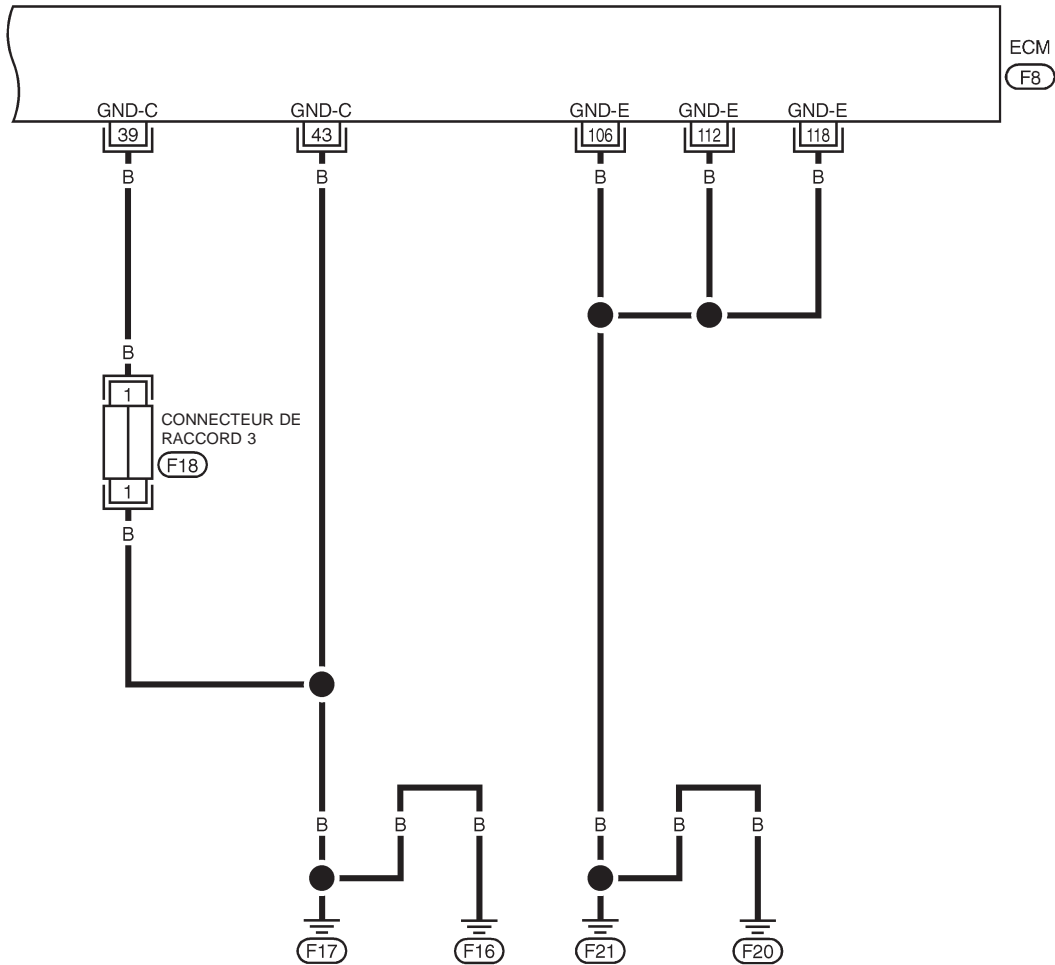 ECM
F8
GND-C GND-C GND-E GND-E GND-E
39 43 106 112 118
B B B B B
B
1
CONNECTEUR DE
RACCORD 3
F18
1
B
B B B B B B
F17 F16 F21 F20